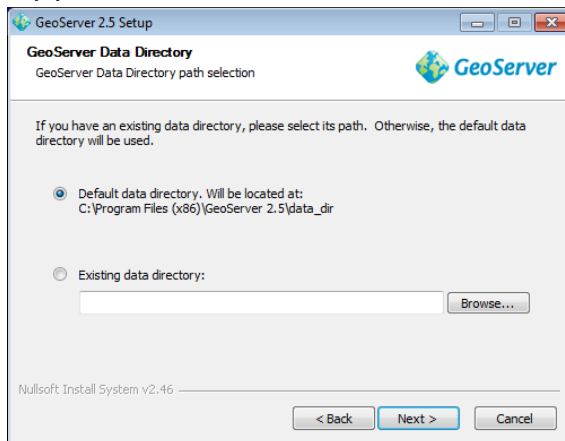 GeoServer 2.5 Setup
GeoServer Data Directory
GeoServer Data Directory path selection
GeoServer
If you have an existing data directory, please select its path. Otherwise, the default data
directory will be used.
Default data directory. Will be located at:
C:\Program Files (x86)\GeoServer 2.5\data_dir
Existing data directory:
Browse...
Nullsoft Install System v2.46
< Back
Next >
Cancel